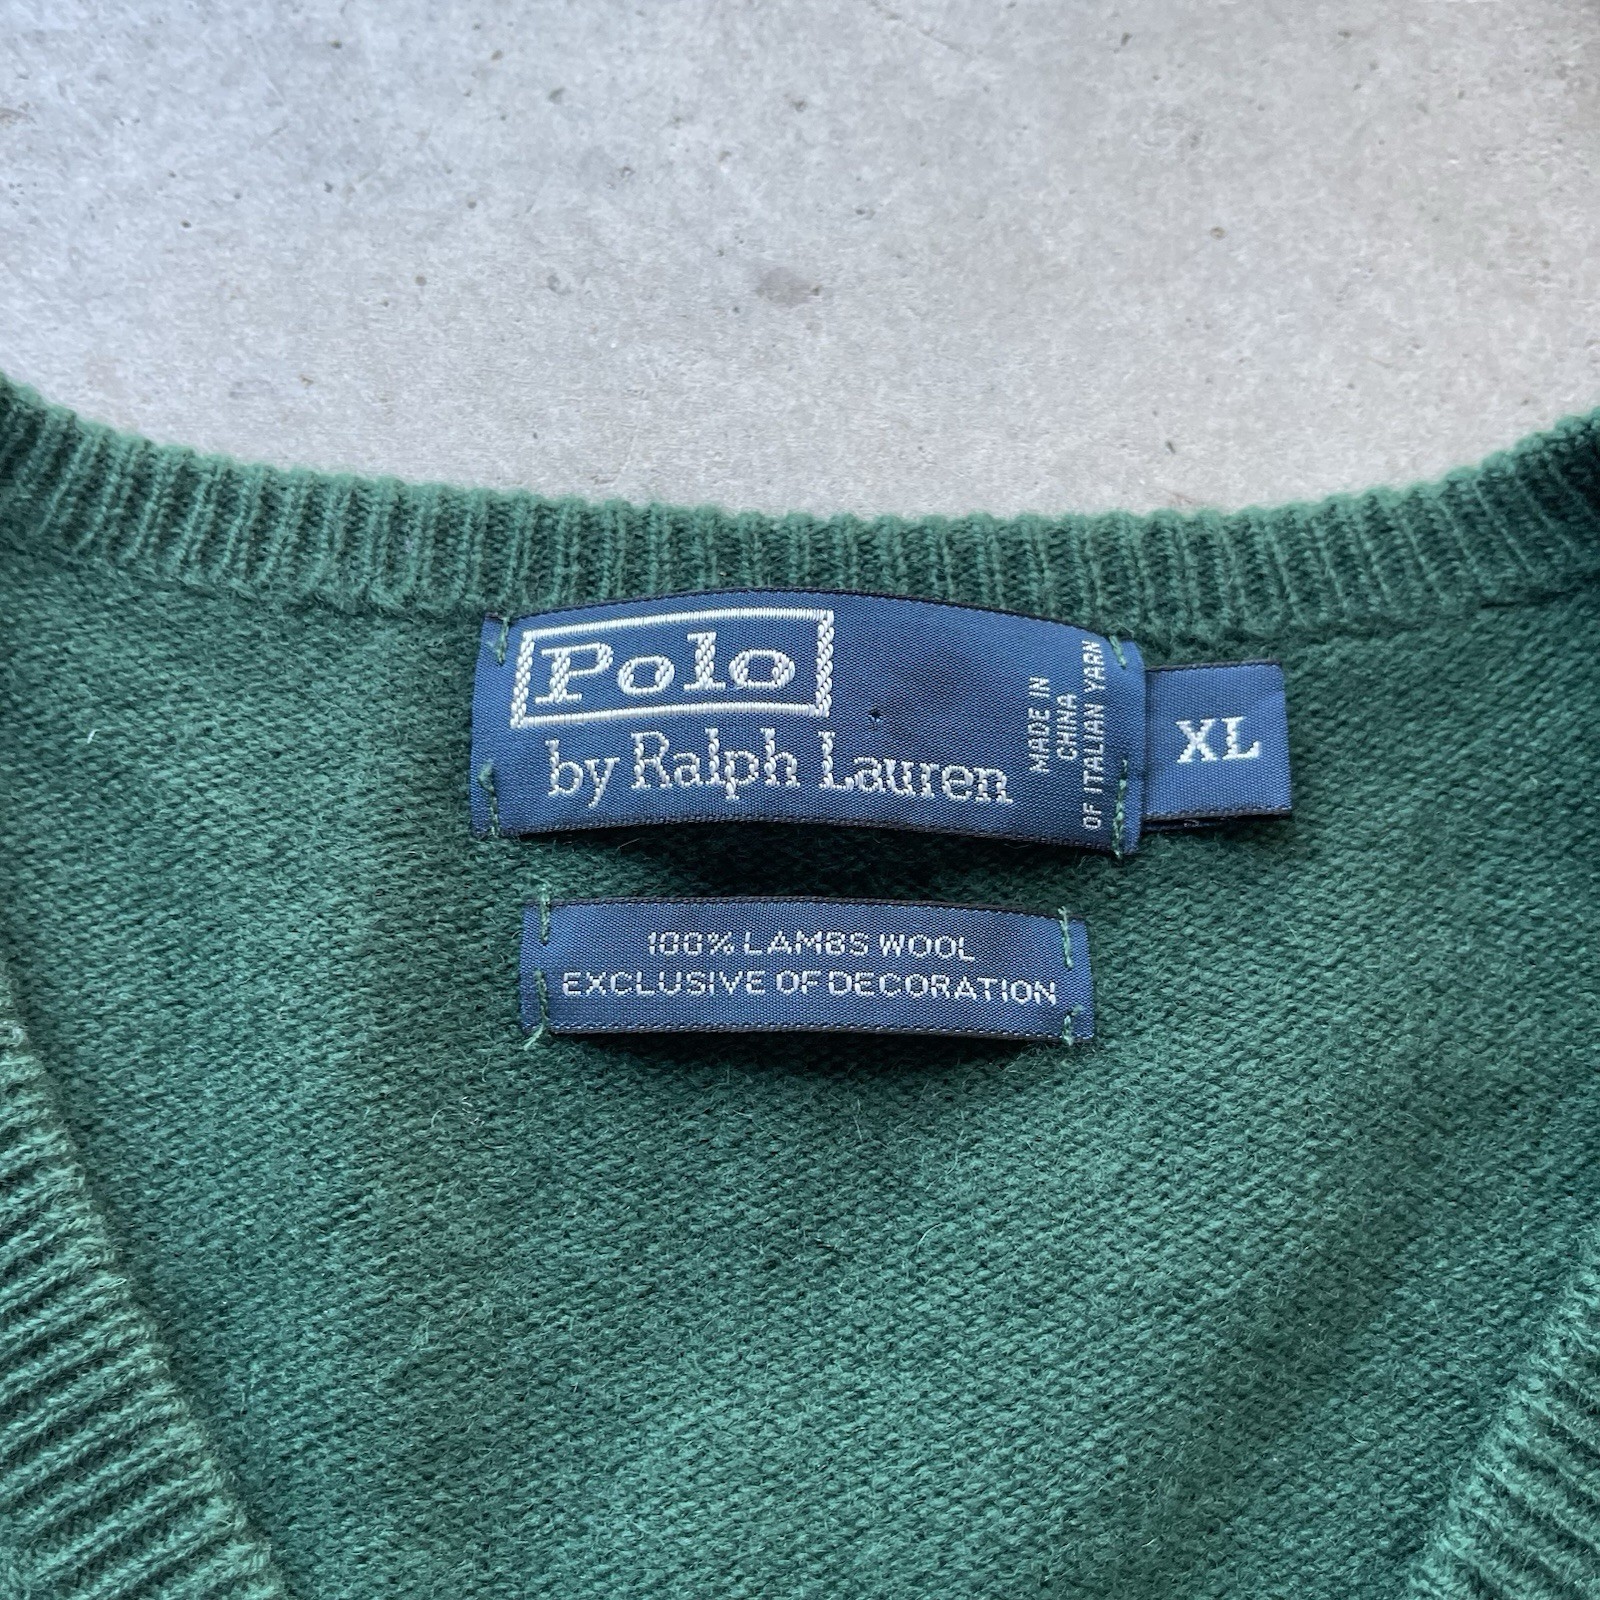 Polo
by Ralph Lauren
MADE IN
CHINA
OF ITALIAN YARN
XL
100% LAMBS WOOL
EXCLUSIVE OF DECORATION